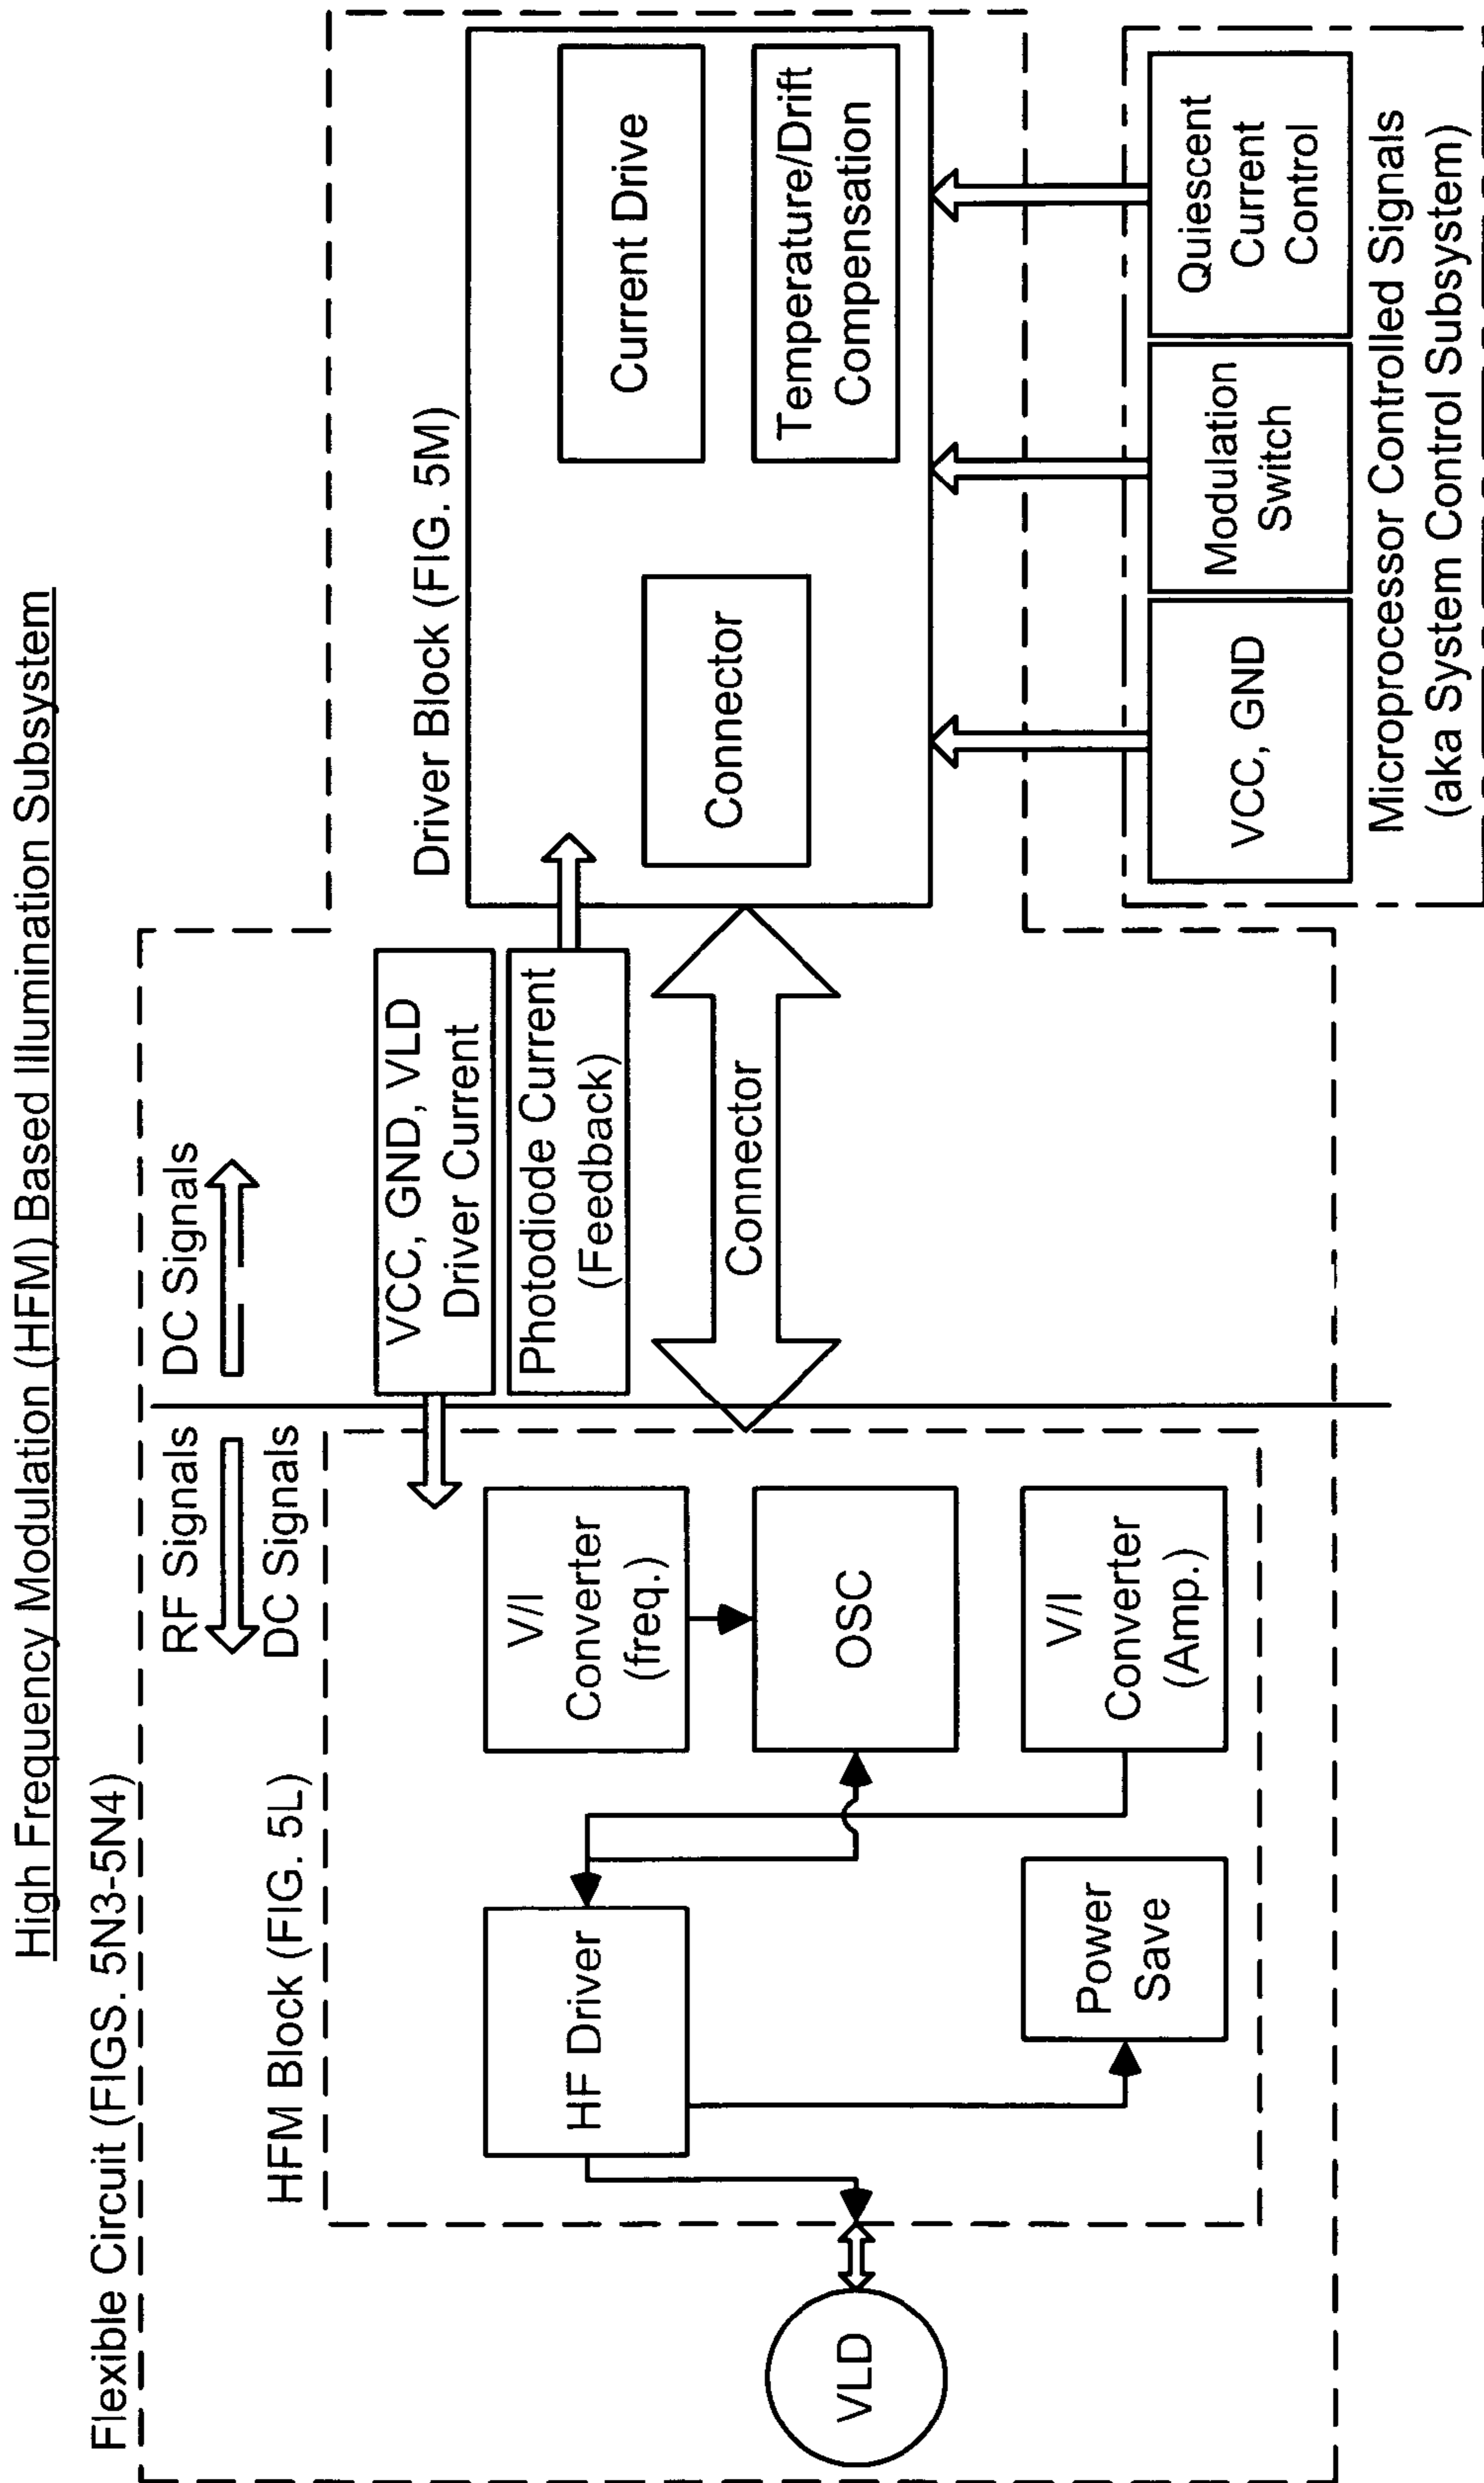 High Frequency Modulation (HFM) Based Illumination Subsystem
Flexible Circuit (FIGS. 5N3-5N4)
RF Signals
DC Signals
DC Signals
HFM Block (FIG. 5L)
VLD
HF Driver
Power
Save
V/I
Converter
(freq.)
OSC
V/I
Converter
(Amp.)
VCC, GND, VLD
Driver Current
Photodiode Current
(Feedback)
Connector
Driver Block (FIG. 5M)
Connector
Current Drive
Temperature/Drift
Compensation
VCC, GND
Modulation
Switch
Quiescent
Current
Control
Microprocessor Controlled Signals
(aka System Control Subsystem)